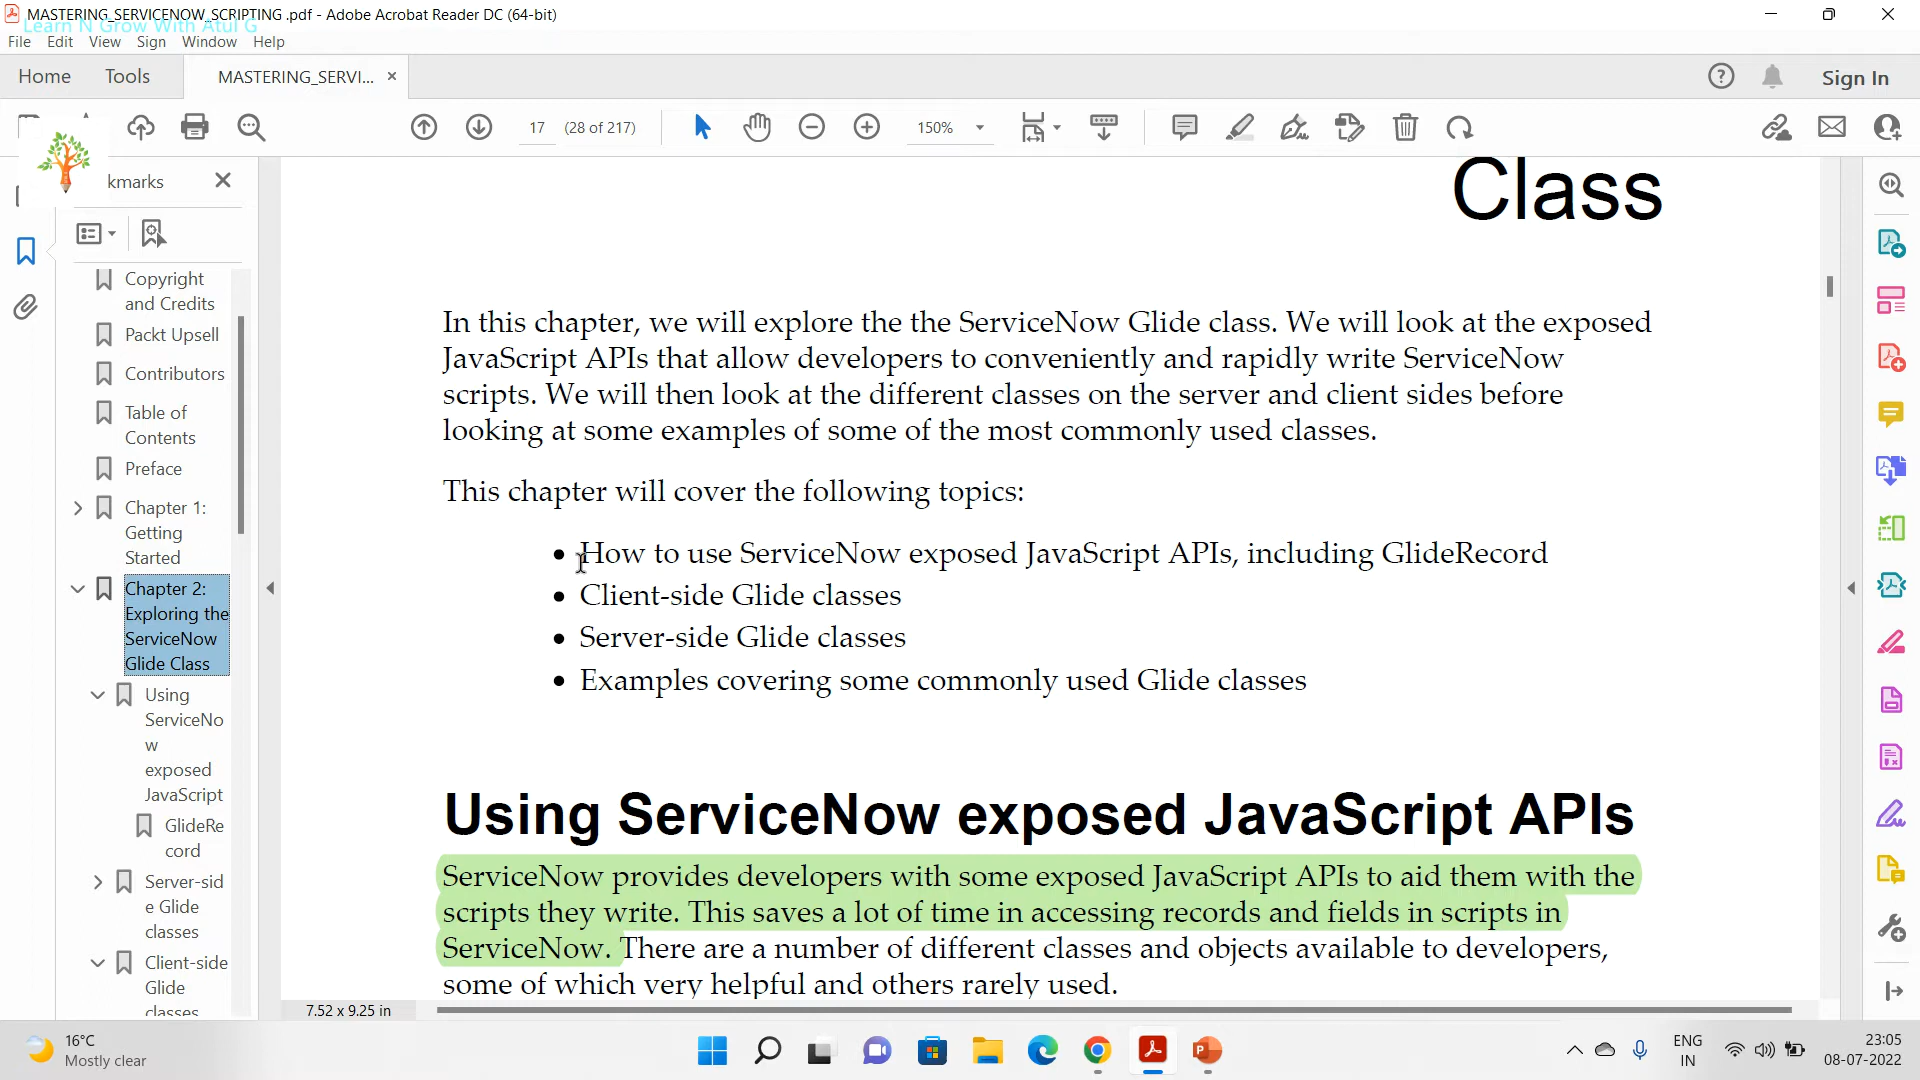 MASTERING_SERVICENOW_SCRIPTING .pdf - Adobe Acrobat Reader DC (64-bit)
Learn N Grow With Atul G
File Edit View Sign Window Help
Home Tools MASTERING_SERVI... ×
Sign In
17 (28 of 217) 150%
kmarks
Copyright
and Credits
Packt Upsell
Contributors
Table of
Contents
Preface
Chapter 1:
Getting
Started
Chapter 2:
Exploring the
ServiceNow
Glide Class
Using
ServiceNo
w
exposed
JavaScript
GlideRe
cord
Server-sid
e Glide
classes
Client-side
Glide
classes
Class
In this chapter, we will explore the the ServiceNow Glide class. We will look at the exposed
JavaScript APIs that allow developers to conveniently and rapidly write ServiceNow
scripts. We will then look at the different classes on the server and client sides before
looking at some examples of some of the most commonly used classes.
This chapter will cover the following topics:
• How to use ServiceNow exposed JavaScript APIs, including GlideRecord
• Client-side Glide classes
• Server-side Glide classes
• Examples covering some commonly used Glide classes
Using ServiceNow exposed JavaScript APIs
ServiceNow provides developers with some exposed JavaScript APIs to aid them with the
scripts they write. This saves a lot of time in accessing records and fields in scripts in
ServiceNow. There are a number of different classes and objects available to developers,
some of which very helpful and others rarely used.
7.52 x 9.25 in
16°C
Mostly clear
ENG
IN
23:05
08-07-2022